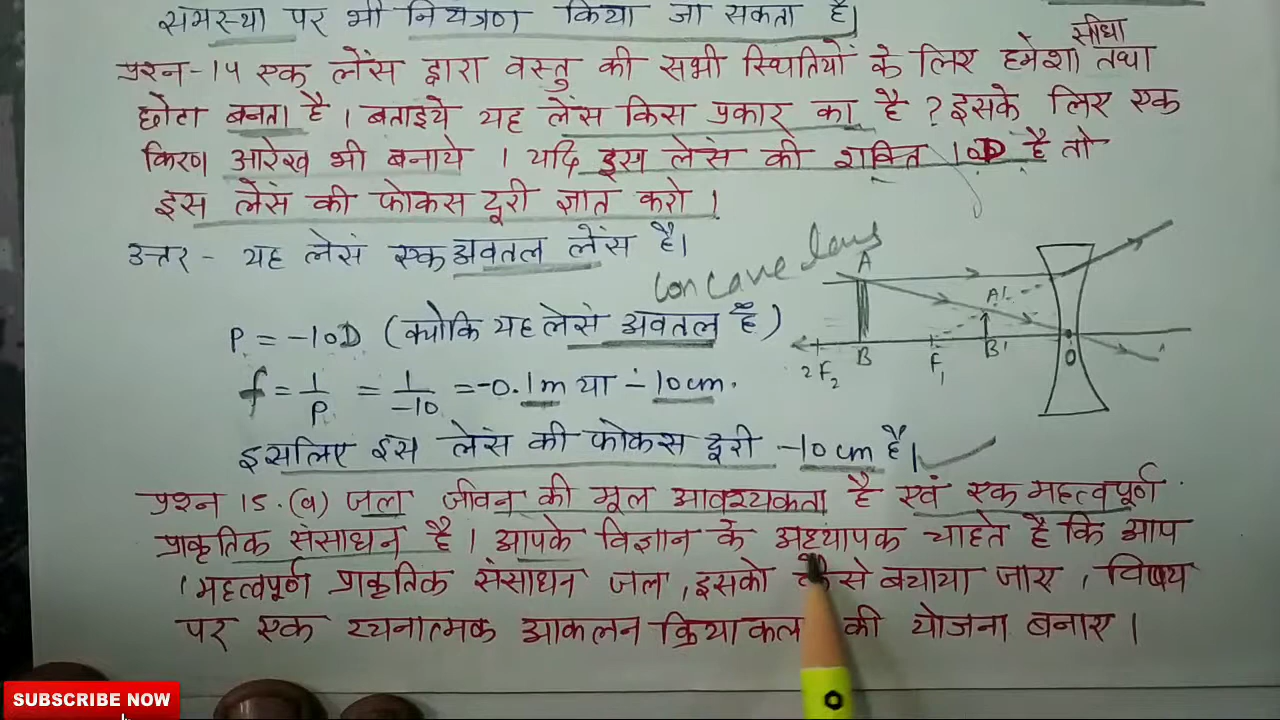 समस्या पर भी नियंत्रण किया जा सकता है।
प्रश्न-14 एक लेंस द्वारा वस्तु की सभी स्थितियों के लिए हमेशा सीधा तथा
छोटा बनता है। बताइये यह लेंस किस प्रकार का है? इसके लिए एक
किरण आरेख भी बनाये। यदि इस लेंस की शक्ति 10D है तो
इस लेंस की फोकस दूरी ज्ञात करो।
उत्तर - यह लेंस एक अवतल लेंस है।
concave lens
P = -10D (क्योंकि यह लेंस अवतल है)
f = 1/P = 1/-10 = -0.1m या -10cm.
A
A'
2F2 B F1 B' O
इसलिए इस लेंस की फोकस दूरी -10cm है।
प्रश्न 15. (a) जल जीवन की मूल आवश्यकता है एवं एक महत्वपूर्ण
प्राकृतिक संसाधन है। आपके विज्ञान के अध्यापक चाहते है कि आप
'महत्वपूर्ण प्राकृतिक संसाधन जल, इसको कैसे बचाया जाए, विषय
पर एक रचनात्मक आकलन की योजना बनाए।
SUBSCRIBE NOW